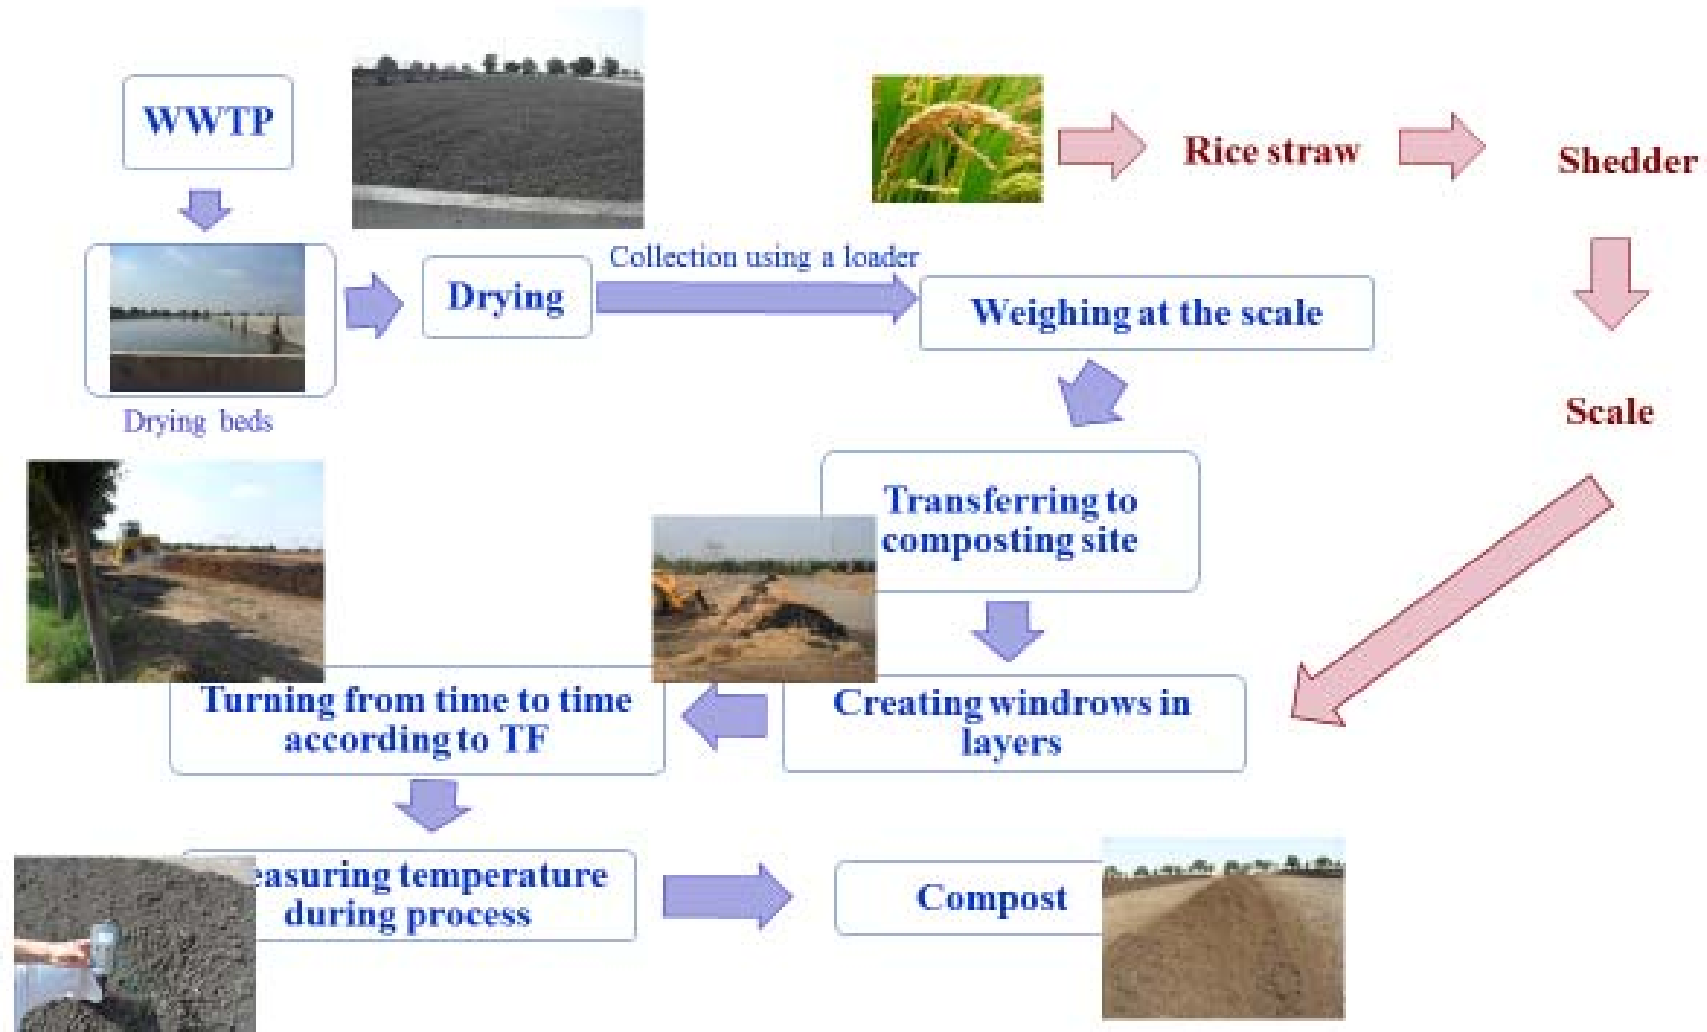 WWTP
Rice straw
Shedder
Collection using a loader
Drying
Weighing at the scale
Drying beds
Scale
Transferring to
composting site
Turning from time to time
according to TF
Creating windrows in
layers
easuring temperature
during process
Compost